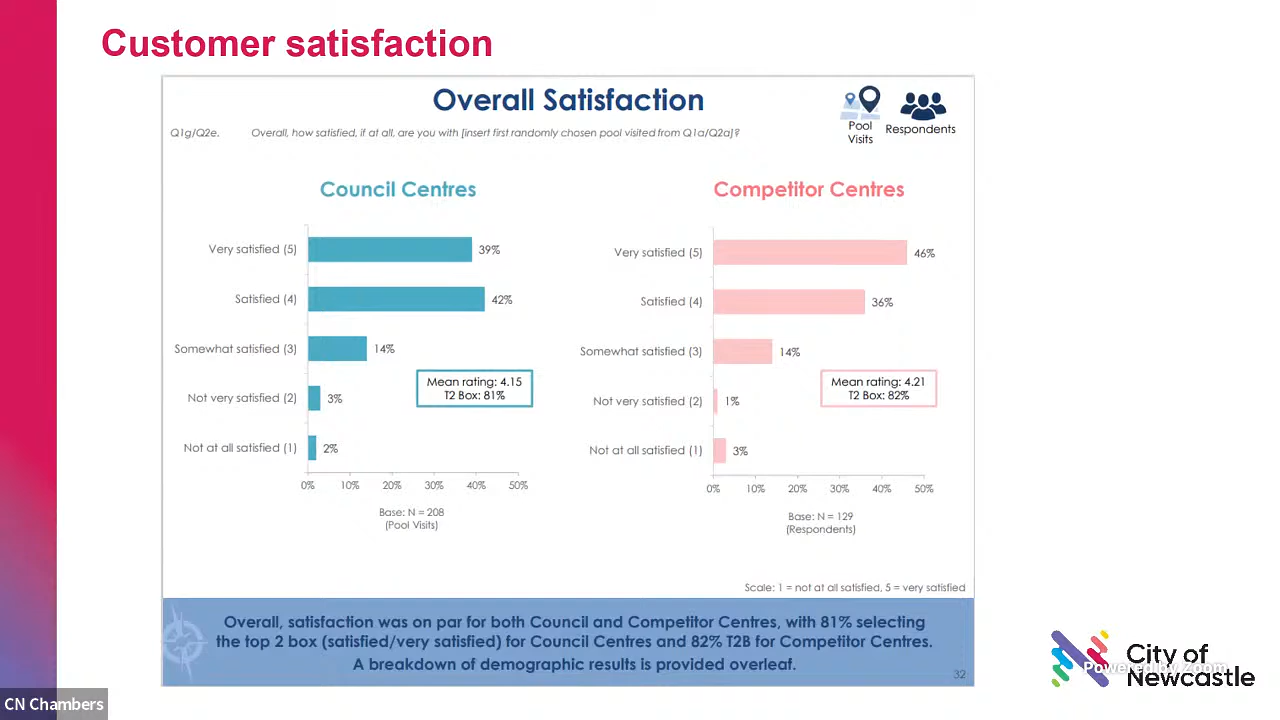 Customer satisfaction
Overall Satisfaction
Pool
Visits
Respondents
Q1g/Q2e. Overall, how satisfied, if at all, are you with [insert first randomly chosen pool visited from Q1a/Q2a]?
Council Centres
Very satisfied (5) 39%
Satisfied (4) 42%
Somewhat satisfied (3) 14%
Not very satisfied (2) 3%
Not at all satisfied (1) 2%
Mean rating: 4.15
T2 Box: 81%
0% 10% 20% 30% 40% 50%
Base: N = 208
(Pool Visits)
Competitor Centres
Very satisfied (5) 46%
Satisfied (4) 36%
Somewhat satisfied (3) 14%
Not very satisfied (2) 1%
Not at all satisfied (1) 3%
Mean rating: 4.21
T2 Box: 82%
0% 10% 20% 30% 40% 50%
Base: N = 129
(Respondents)
Scale: 1 = not at all satisfied, 5 = very satisfied
Overall, satisfaction was on par for both Council and Competitor Centres, with 81% selecting
the top 2 box (satisfied/very satisfied) for Council Centres and 82% T2B for Competitor Centres.
A breakdown of demographic results is provided overleaf.
32
City of
Newcastle
Powered by Zoom
CN Chambers